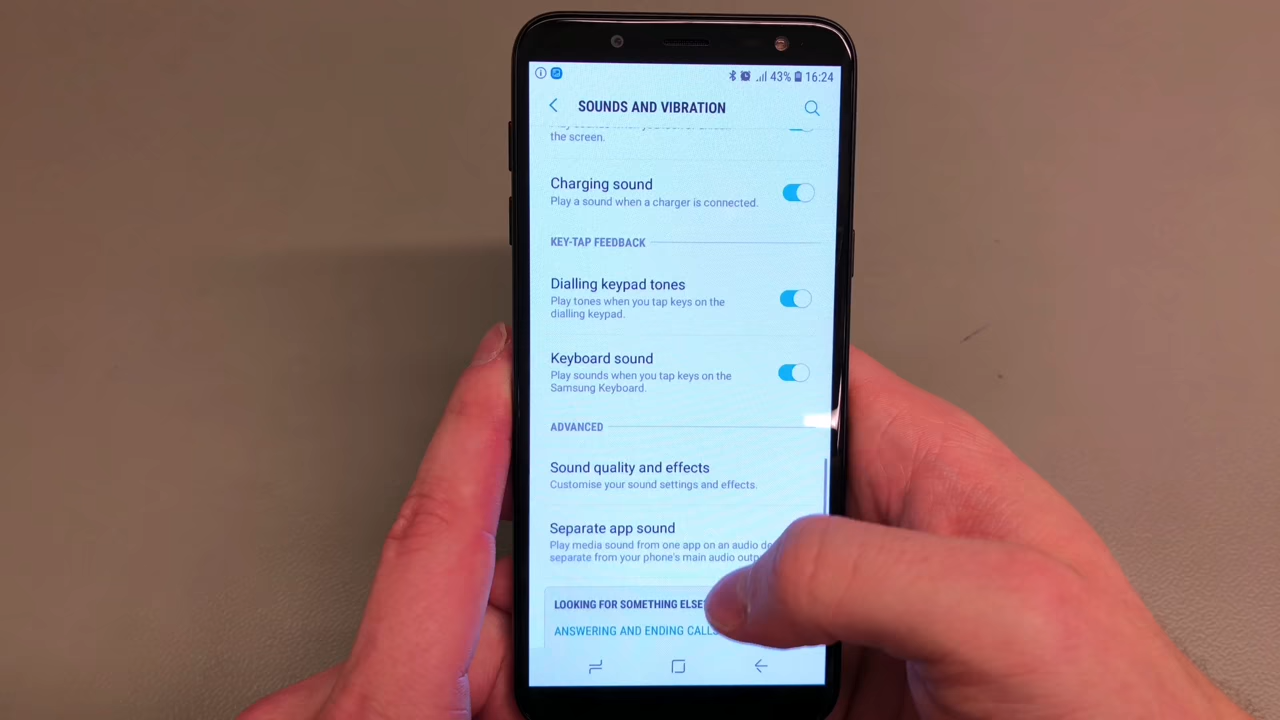 43% 16:24
SOUNDS AND VIBRATION
the screen.
Charging sound
Play a sound when a charger is connected.
KEY-TAP FEEDBACK
Dialling keypad tones
Play tones when you tap keys on the
dialling keypad.
Keyboard sound
Play sounds when you tap keys on the
Samsung Keyboard.
ADVANCED
Sound quality and effects
Customise your sound settings and effects.
Separate app sound
Play media sound from one app on an audio
separate from your phone's main audio
LOOKING FOR SOMETHING ELSE
ANSWERING AND ENDING CALLS